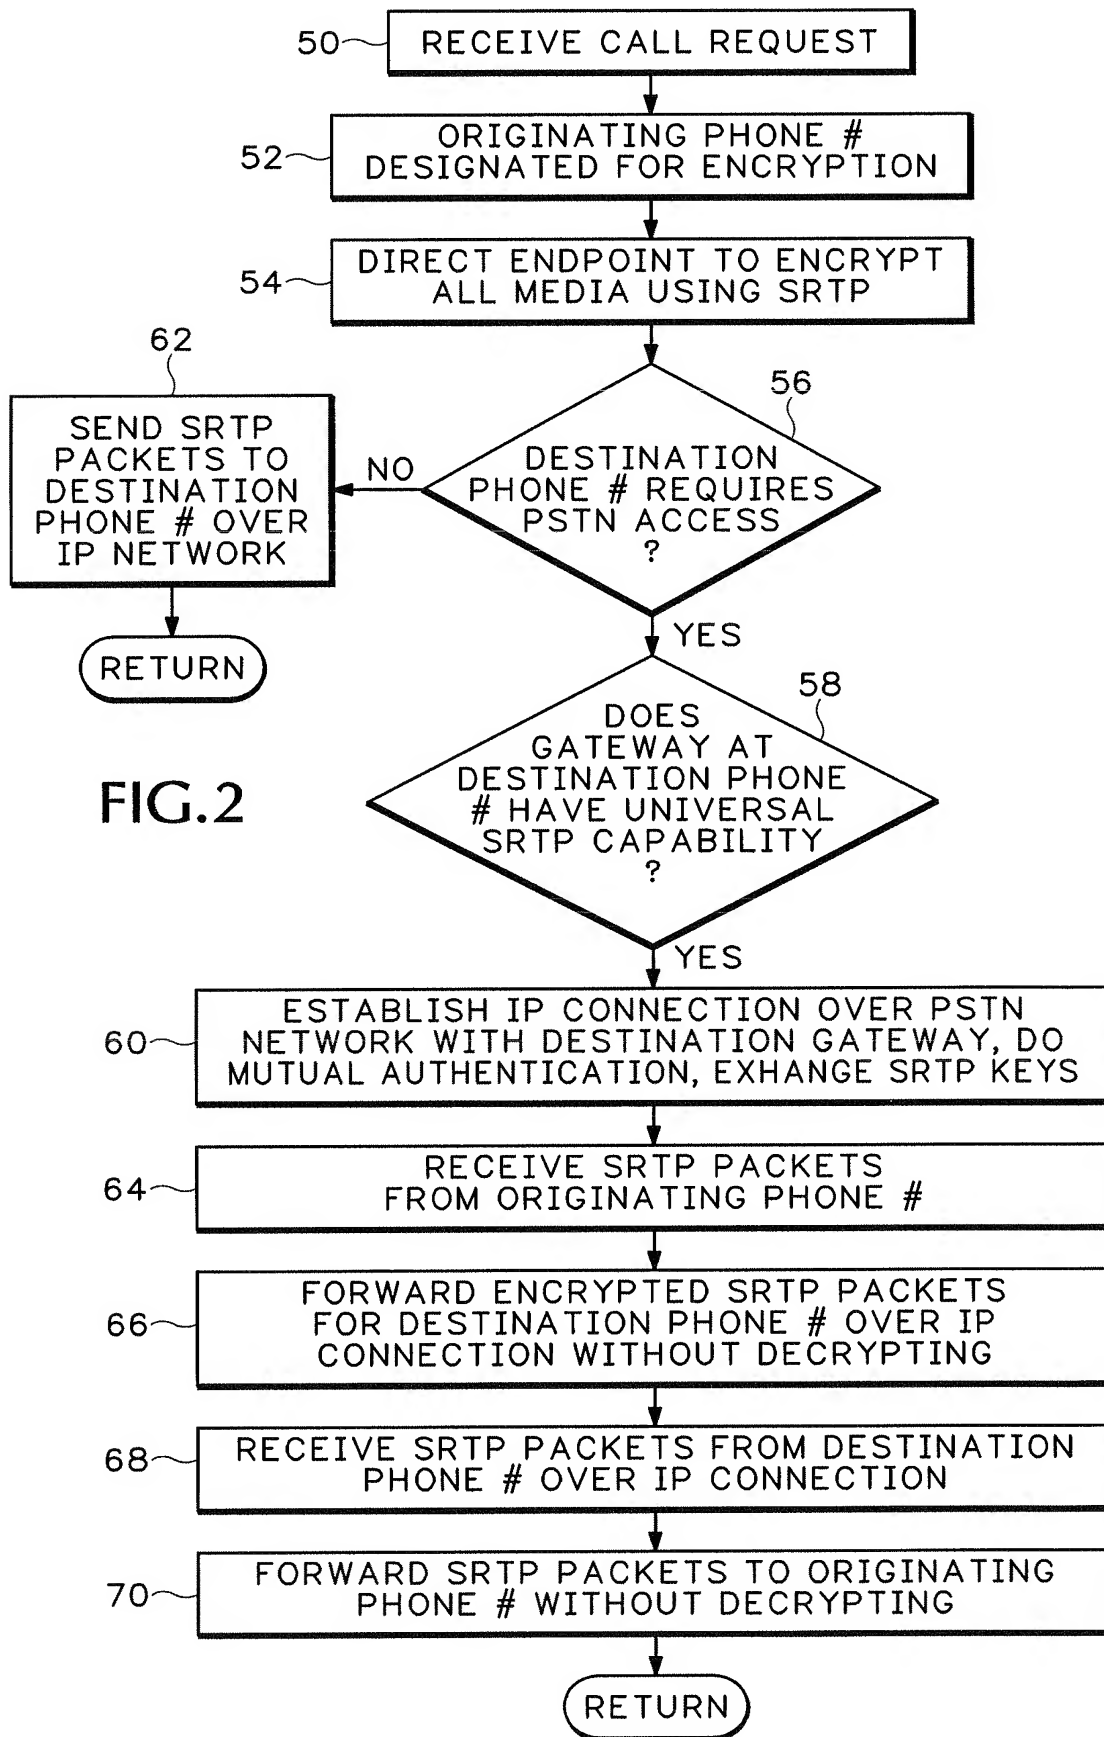 50
RECEIVE CALL REQUEST
52
ORIGINATING PHONE #
DESIGNATED FOR ENCRYPTION
54
DIRECT ENDPOINT TO ENCRYPT
ALL MEDIA USING SRTP
62
SEND SRTP
PACKETS TO
DESTINATION
PHONE # OVER
IP NETWORK
NO
56
DESTINATION
PHONE # REQUIRES
PSTN ACCESS
?
RETURN
YES
58
DOES
GATEWAY AT
DESTINATION PHONE
# HAVE UNIVERSAL
SRTP CAPABILITY
?
FIG.2
YES
60
ESTABLISH IP CONNECTION OVER PSTN
NETWORK WITH DESTINATION GATEWAY, DO
MUTUAL AUTHENTICATION, EXHANGE SRTP KEYS
64
RECEIVE SRTP PACKETS
FROM ORIGINATING PHONE #
66
FORWARD ENCRYPTED SRTP PACKETS
FOR DESTINATION PHONE # OVER IP
CONNECTION WITHOUT DECRYPTING
68
RECEIVE SRTP PACKETS FROM DESTINATION
PHONE # OVER IP CONNECTION
70
FORWARD SRTP PACKETS TO ORIGINATING
PHONE # WITHOUT DECRYPTING
RETURN